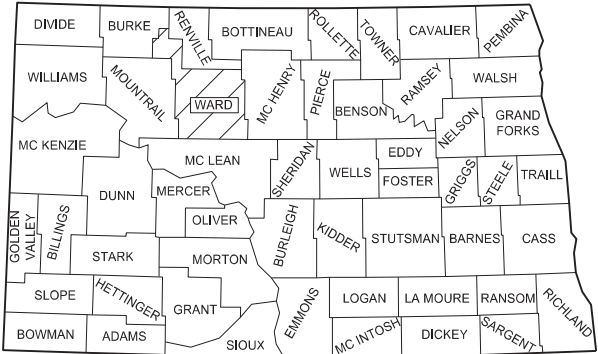 DIVIDE
BURKE
RENVILLE
BOTTINEAU
ROLLETTE
TOWNER
CAVALIER
PEMBINA
WILLIAMS
MOUNTRAIL
WARD
MC HENRY
PIERCE
BENSON
RAMSEY
WALSH
NELSON
GRAND
FORKS
MC KENZIE
MC LEAN
SHERIDAN
WELLS
EDDY
FOSTER
GRIGGS
STEELE
TRAILL
DUNN
MERCER
OLIVER
GOLDEN
VALLEY
BILLINGS
STARK
MORTON
BURLEIGH
KIDDER
STUTSMAN
BARNES
CASS
SLOPE
HETTINGER
GRANT
EMMONS
LOGAN
LA MOURE
RANSOM
RICHLAND
BOWMAN
ADAMS
SIOUX
MC INTOSH
DICKEY
SARGENT